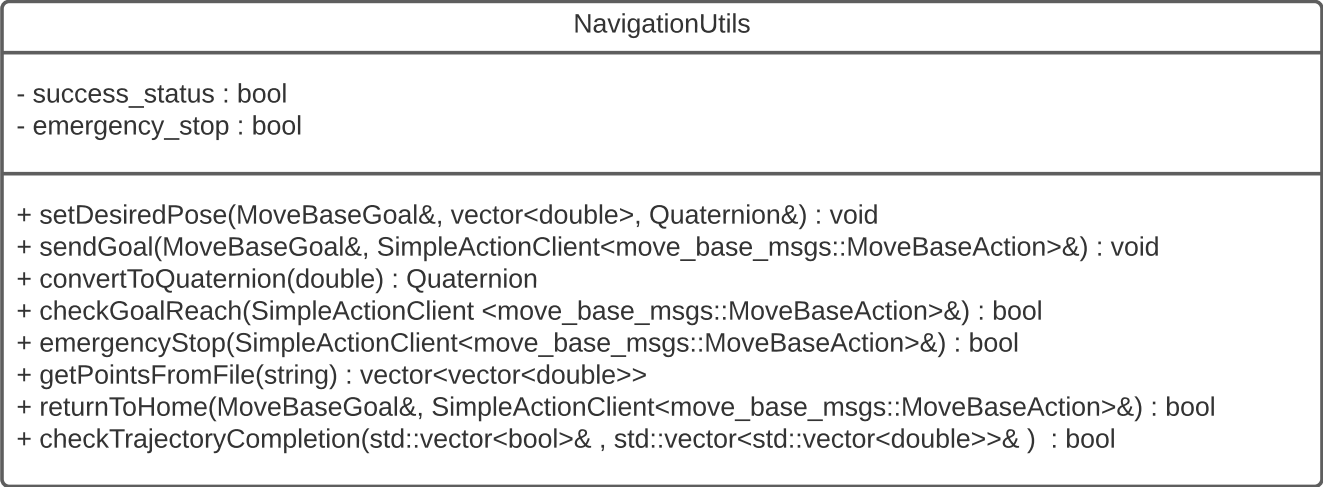 NavigationUtils
- success_status : bool
- emergency_stop : bool
+ setDesiredPose(MoveBaseGoal&, vector<double>, Quaternion&) : void
+ sendGoal(MoveBaseGoal&, SimpleActionClient<move_base_msgs::MoveBaseAction>&) : void
+ convertToQuaternion(double) : Quaternion
+ checkGoalReach(SimpleActionClient <move_base_msgs::MoveBaseAction>&) : bool
+ emergencyStop(SimpleActionClient<move_base_msgs::MoveBaseAction>&) : bool
+ getPointsFromFile(string) : vector<vector<double>>
+ returnToHome(MoveBaseGoal&, SimpleActionClient<move_base_msgs::MoveBaseAction>&) : bool
+ checkTrajectoryCompletion(std::vector<bool>& , std::vector<std::vector<double>>& )  : bool